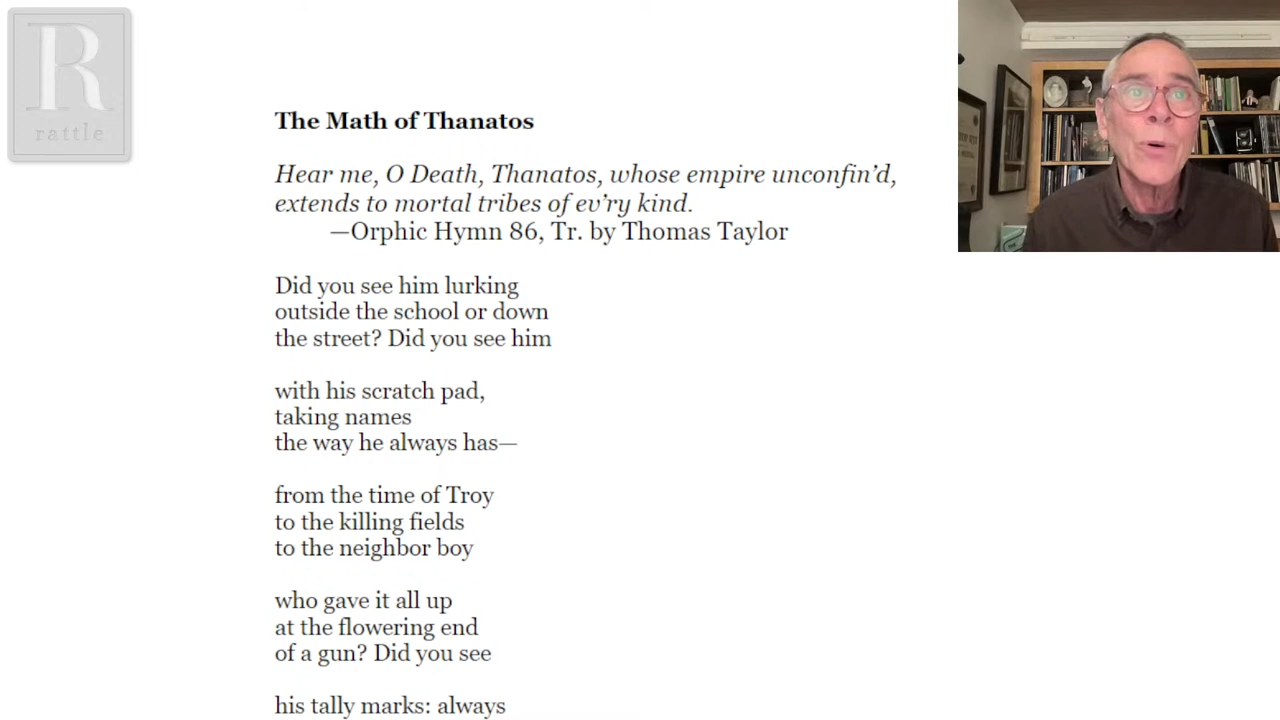 R
rattle
The Math of Thanatos
Hear me, O Death, Thanatos, whose empire unconfin’d,
extends to mortal tribes of ev’ry kind.
—Orphic Hymn 86, Tr. by Thomas Taylor
Did you see him lurking
outside the school or down
the street? Did you see him
with his scratch pad,
taking names
the way he always has—
from the time of Troy
to the killing fields
to the neighbor boy
who gave it all up
at the flowering end
of a gun? Did you see
his tally marks: always